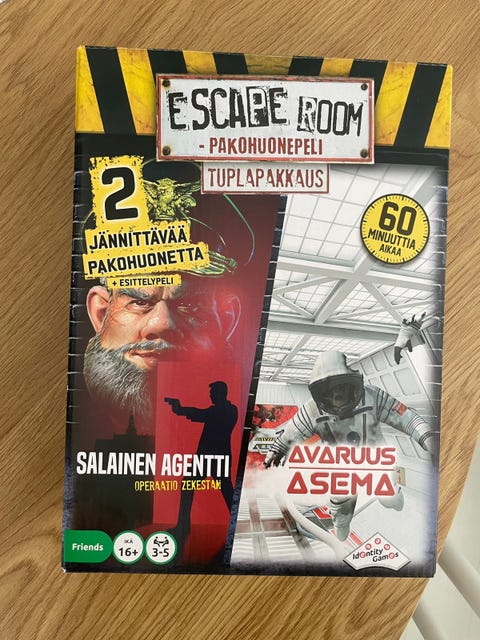 ESCAPE ROOM
- PAKOHUONEPELI
TUPLAPAKKAUS
2
JÄNNITTÄVÄÄ
PAKOHUONETTA
+ ESITTELYPELI
60
MINUUTTIA
AIKAA
SALAINEN AGENTTI
OPERAATIO ZEKESTAN
AVARUUS
ASEMA
Friends
IKÄ
16+
3-5
Identity
Games